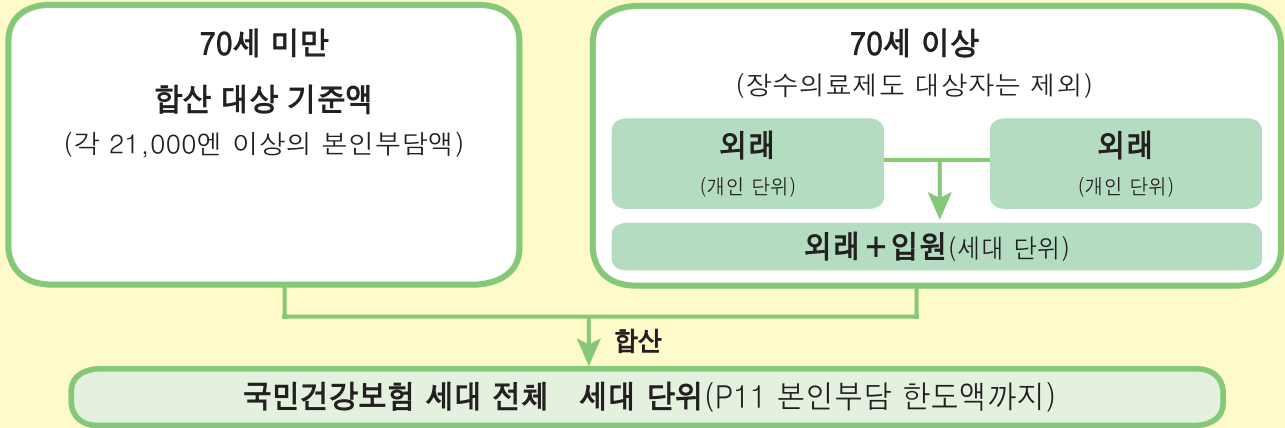 70세 미만
합산 대상 기준액
(각 21,000엔 이상의 본인부담액)
70세 이상
(장수의료제도 대상자는 제외)
외래
(개인 단위)
외래
(개인 단위)
외래+입원(세대 단위)
합산
국민건강보험 세대 전체 세대 단위(P11 본인부담 한도액까지)